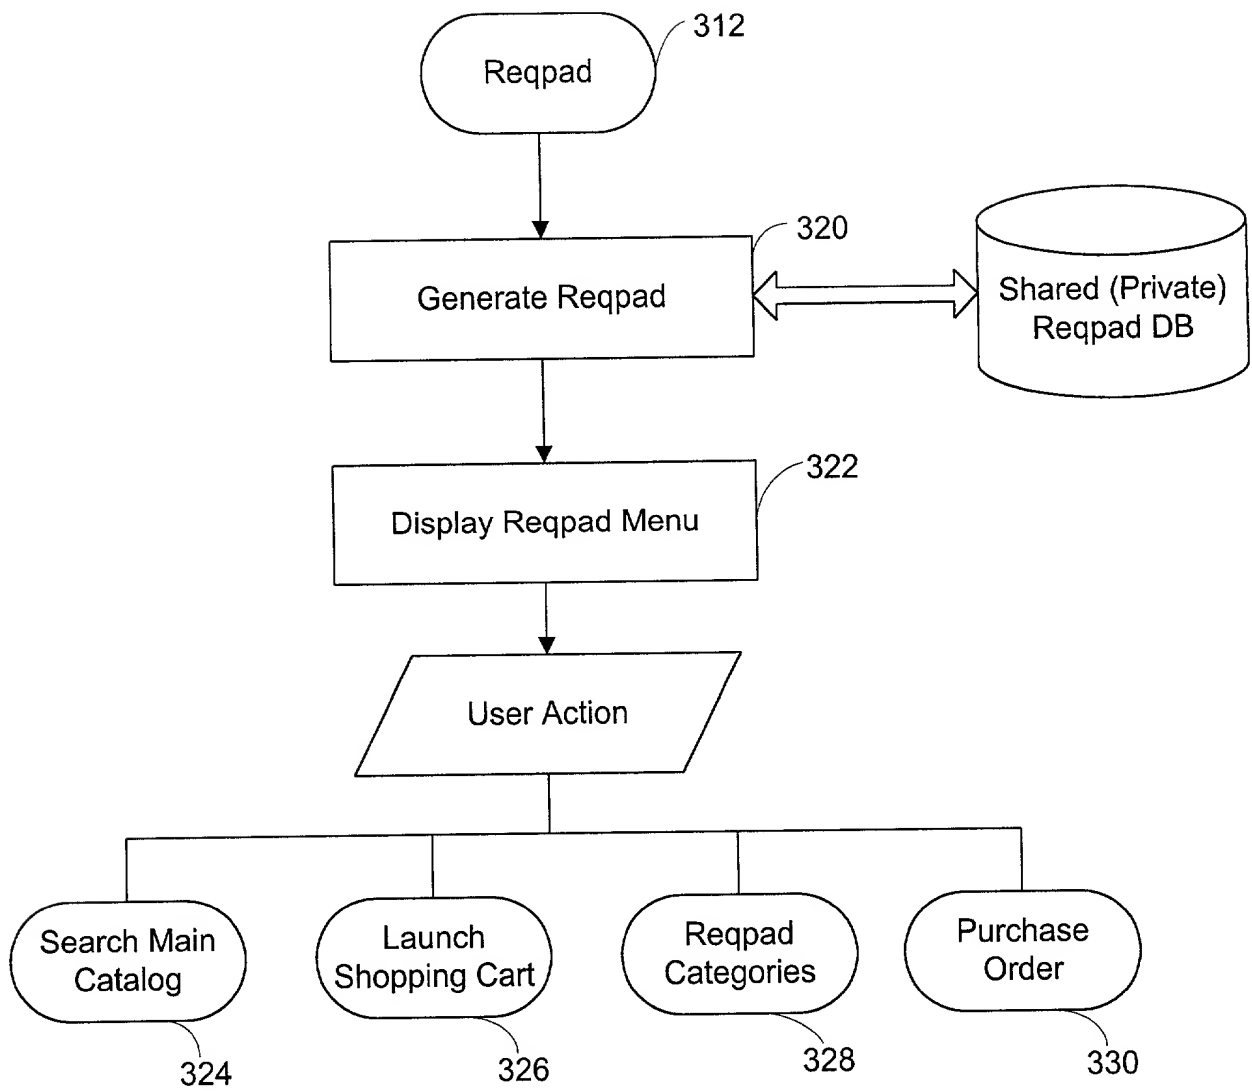 312
Reqpad
320
Generate Reqpad
Shared (Private)
Reqpad DB
322
Display Reqpad Menu
User Action
Search Main
Catalog
Launch
Shopping Cart
Reqpad
Categories
Purchase
Order
324
326
328
330